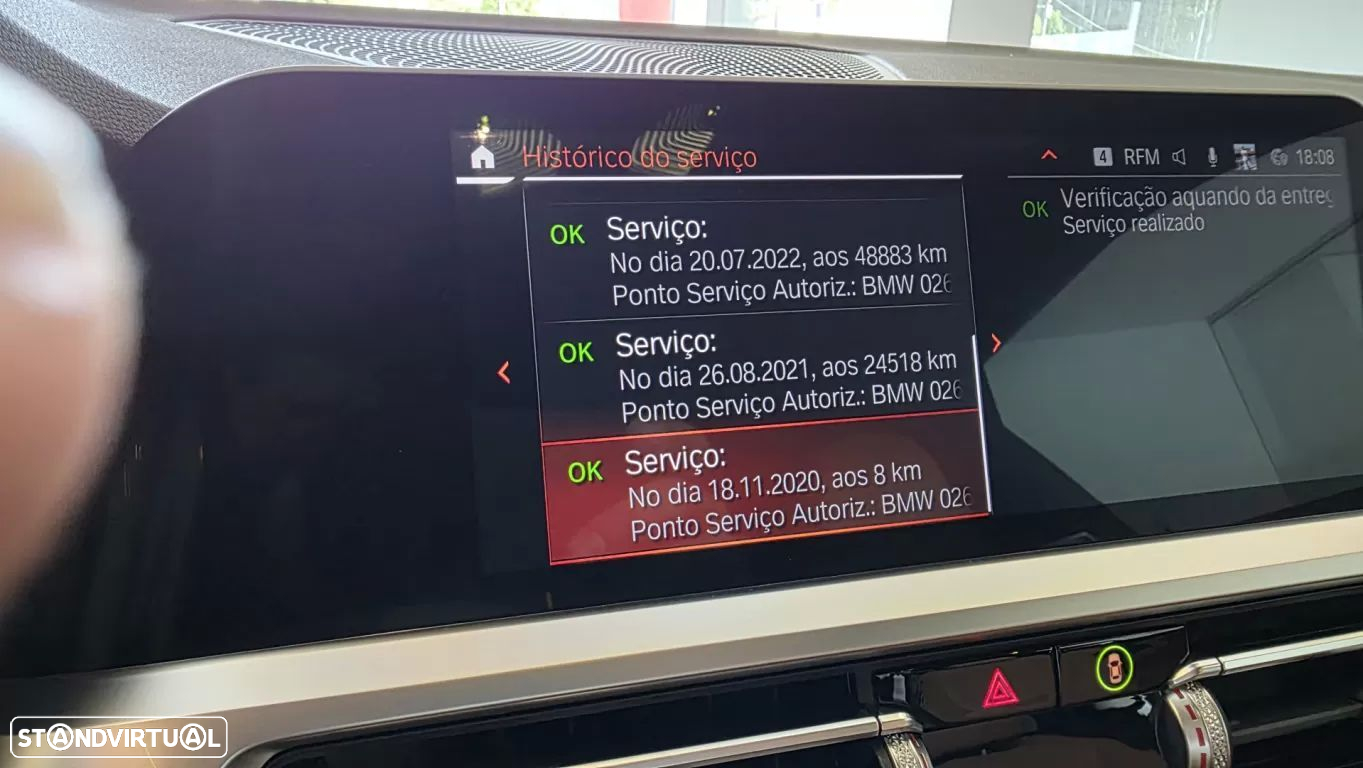 Histórico do serviço
4 RFM 18:08
OK Serviço:
No dia 20.07.2022, aos 48883 km
Ponto Serviço Autoriz.: BMW 026
OK Serviço:
No dia 26.08.2021, aos 24518 km
Ponto Serviço Autoriz.: BMW 026
OK Serviço:
No dia 18.11.2020, aos 8 km
Ponto Serviço Autoriz.: BMW 026
OK Verificação aquando da entreg
Serviço realizado
STANDVIRTUAL